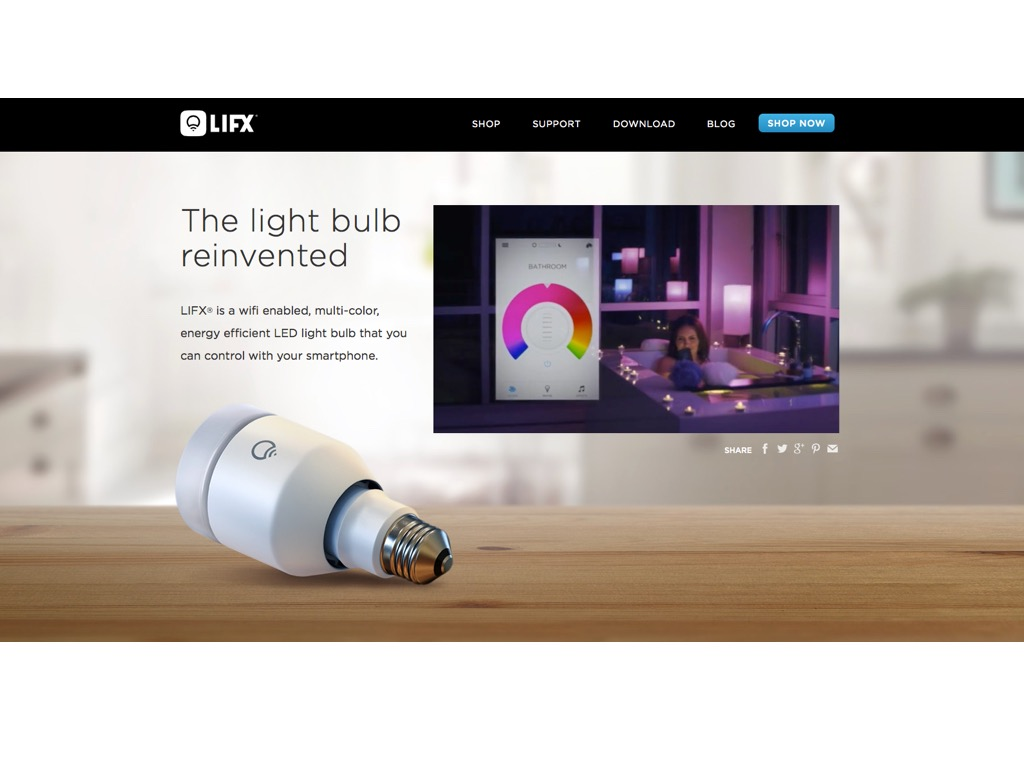 LIFX
SHOP SUPPORT DOWNLOAD BLOG SHOP NOW
The light bulb
reinvented
LIFX® is a wifi enabled, multi-color,
energy efficient LED light bulb that you
can control with your smartphone.
BATHROOM
SHARE